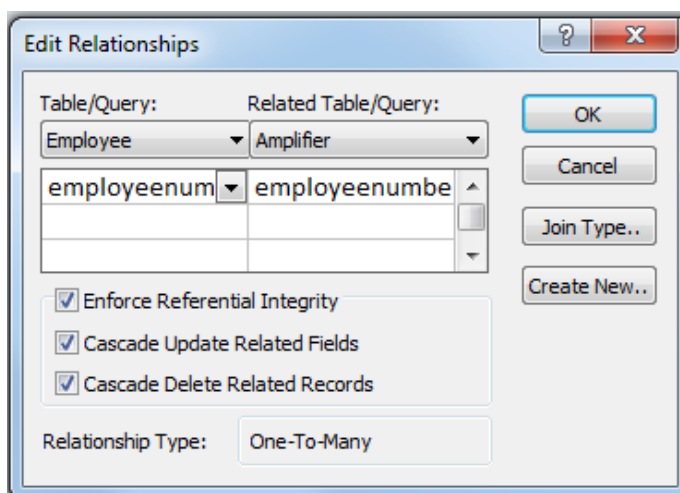 Edit Relationships
Table/Query: Related Table/Query:
Employee Amplifier
OK
employeenum employeenumbe
Cancel
Join Type..
Create New..
Enforce Referential Integrity
Cascade Update Related Fields
Cascade Delete Related Records
Relationship Type: One-To-Many